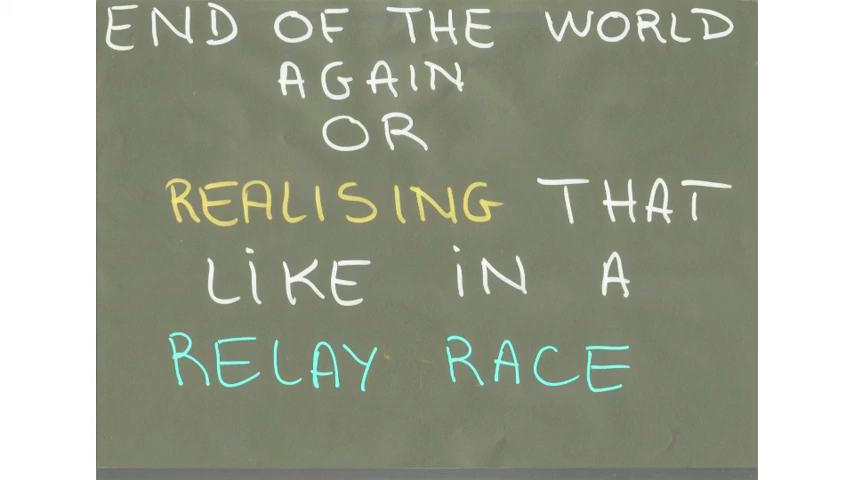 END OF THE WORLD
AGAIN
OR
REALISING THAT
LiKE iN A
RELAY RACE